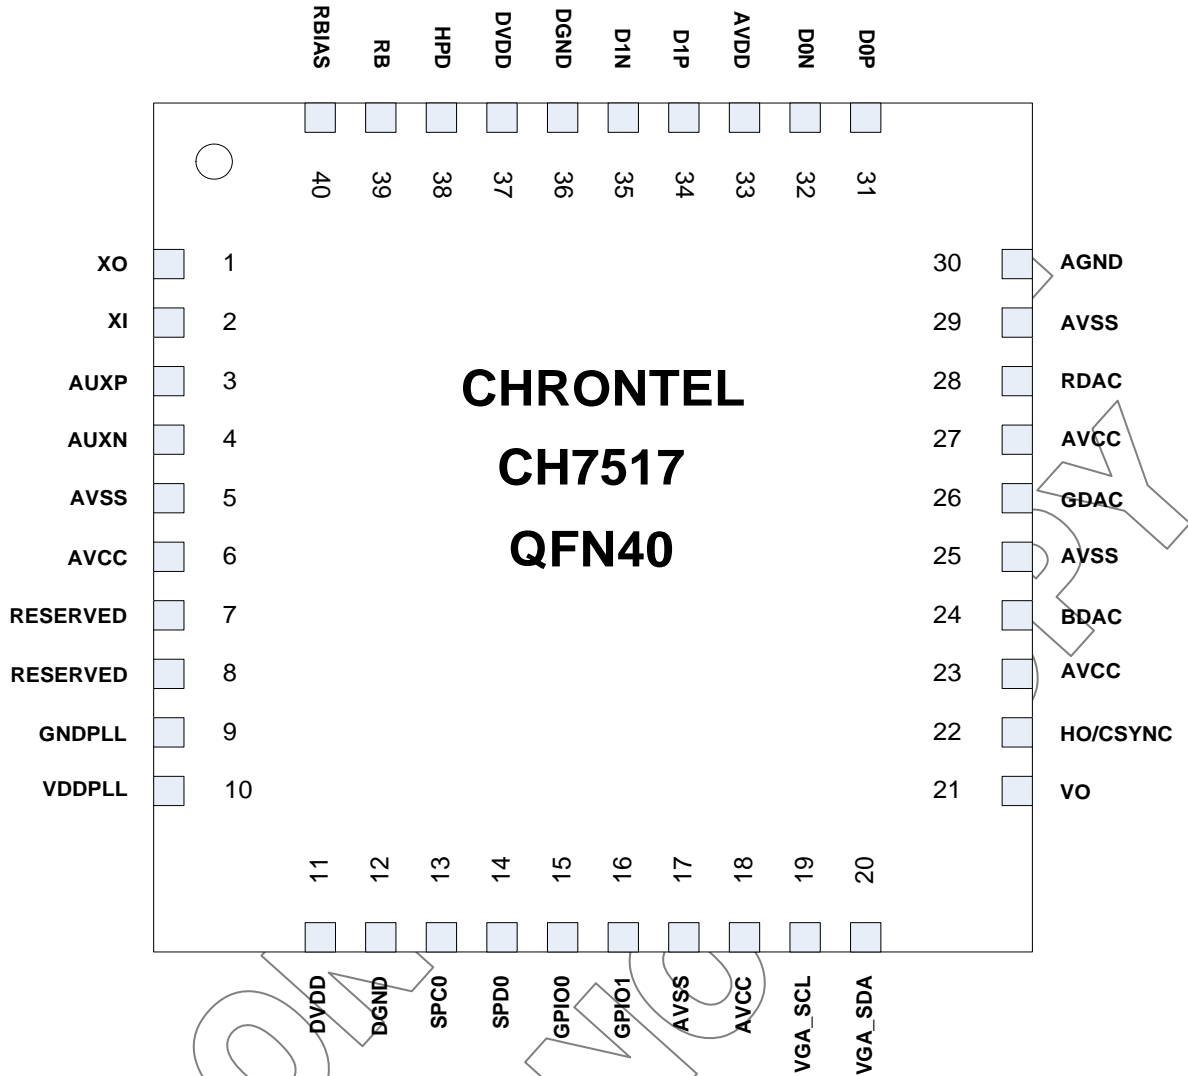 RBIAS RB HPD DVDD DGND D1N D1P AVDD D0N D0P
40 39 38 37 36 35 34 33 32 31
XO 1 30 AGND
XI 2 29 AVSS
AUXP 3 28 RDAC
AUXN 4 27 AVCC
AVSS 5 26 GDAC
AVCC 6 25 AVSS
RESERVED 7 24 BDAC
RESERVED 8 23 AVCC
GNDPLL 9 22 HO/CSYNC
VDDPLL 10 21 VO
CHRONTEL
CH7517
QFN40
11 12 13 14 15 16 17 18 19 20
DVDD DGND SPC0 SPD0 GPIO0 GPIO1 AVSS AVCC VGA_SCL VGA_SDA